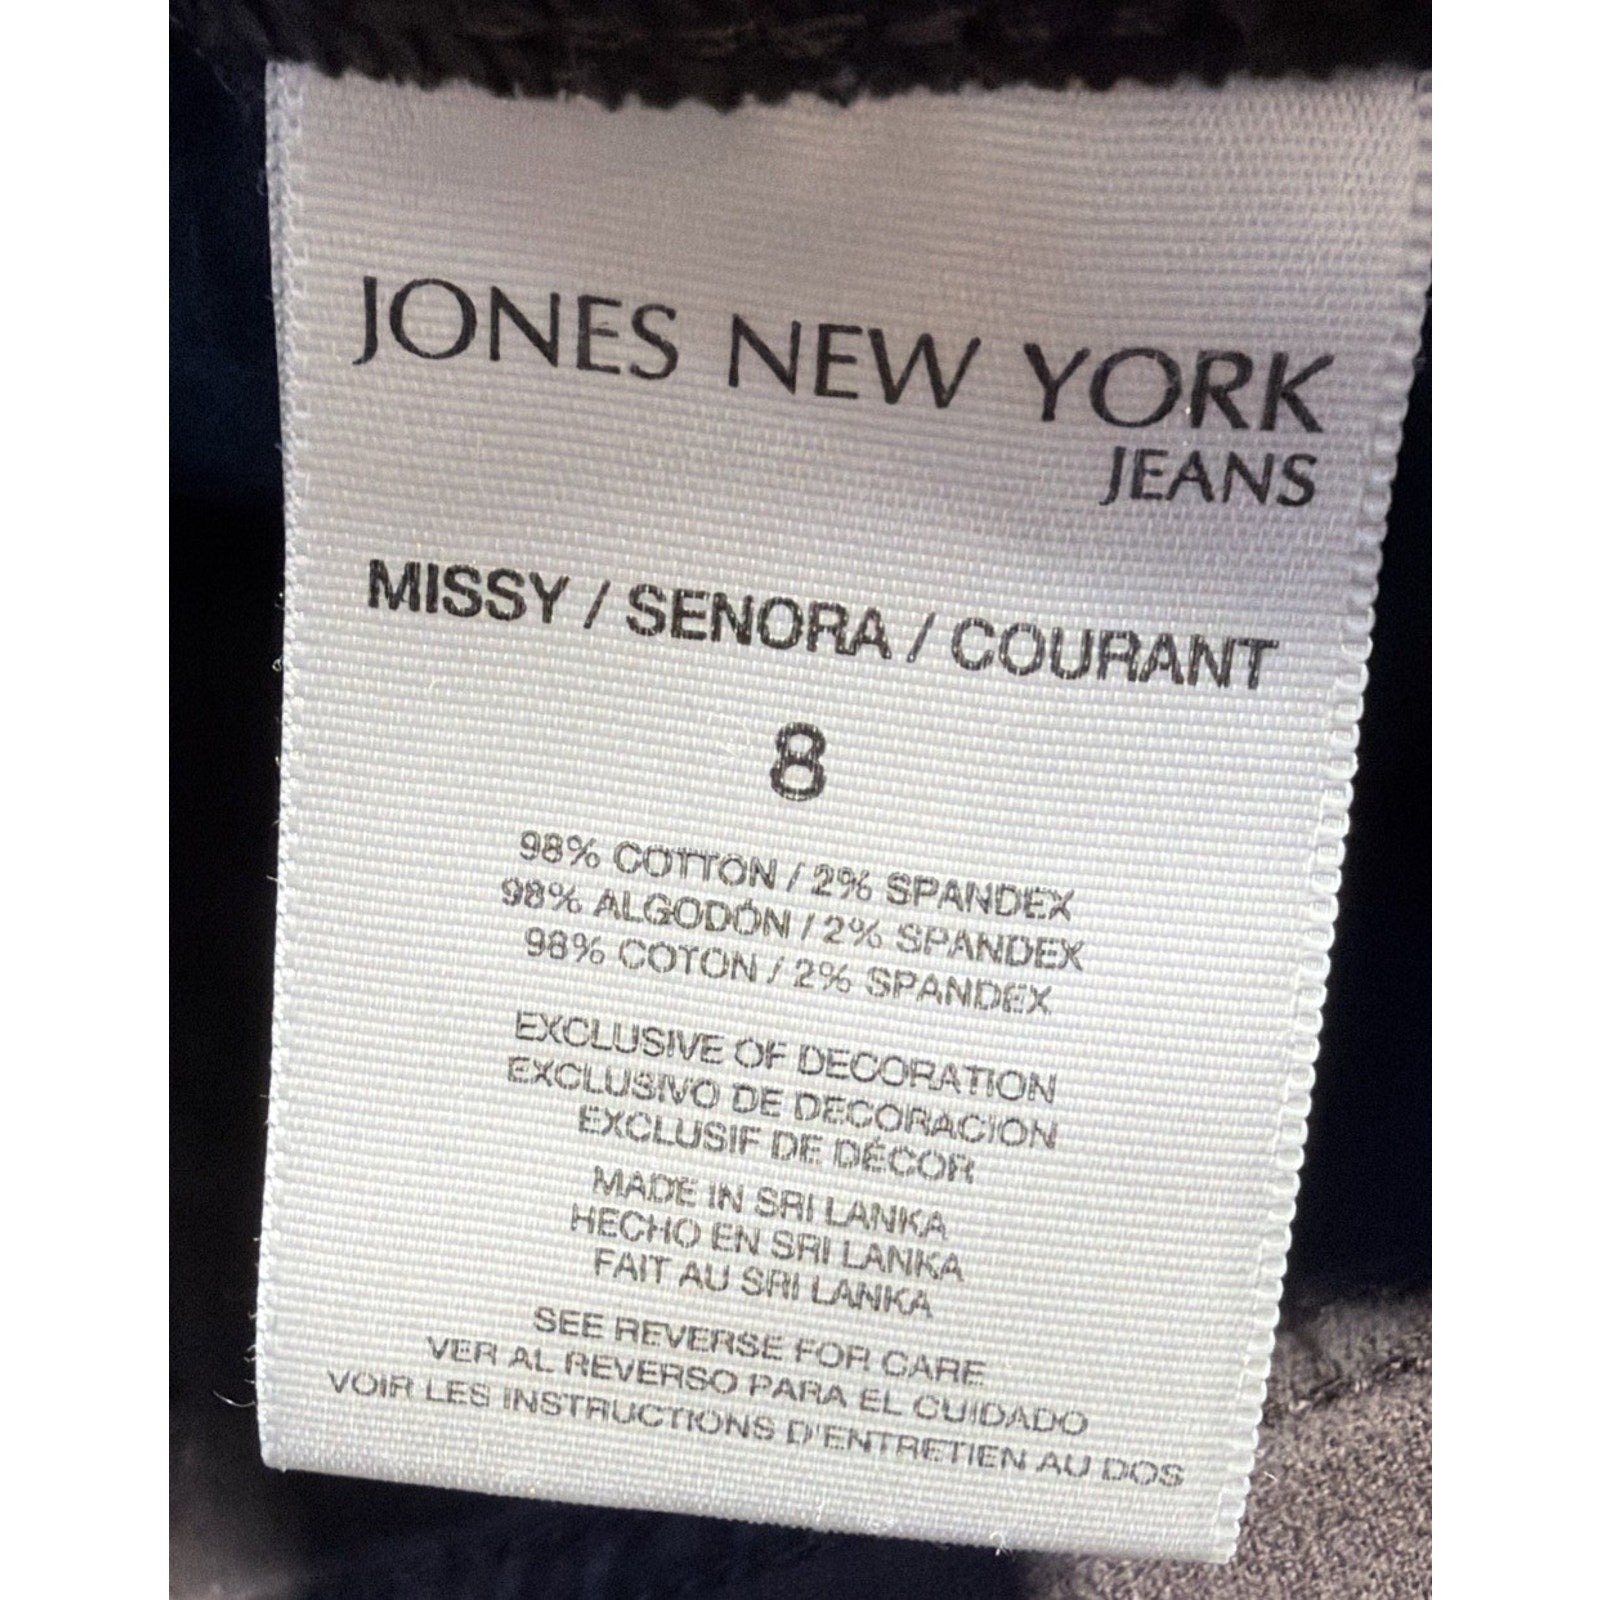 JONES NEW YORK
JEANS
MISSY / SENORA / COURANT
8
98% COTTON / 2% SPANDEX
98% ALGODÓN / 2% SPANDEX
98% COTON / 2% SPANDEX
EXCLUSIVE OF DECORATION
EXCLUSIVO DE DECORACION
EXCLUSIF DE DÉCOR
MADE IN SRI LANKA
HECHO EN SRI LANKA
FAIT AU SRI LANKA
SEE REVERSE FOR CARE
VER AL REVERSO PARA EL CUIDADO
VOIR LES INSTRUCTIONS D'ENTRETIEN AU DOS